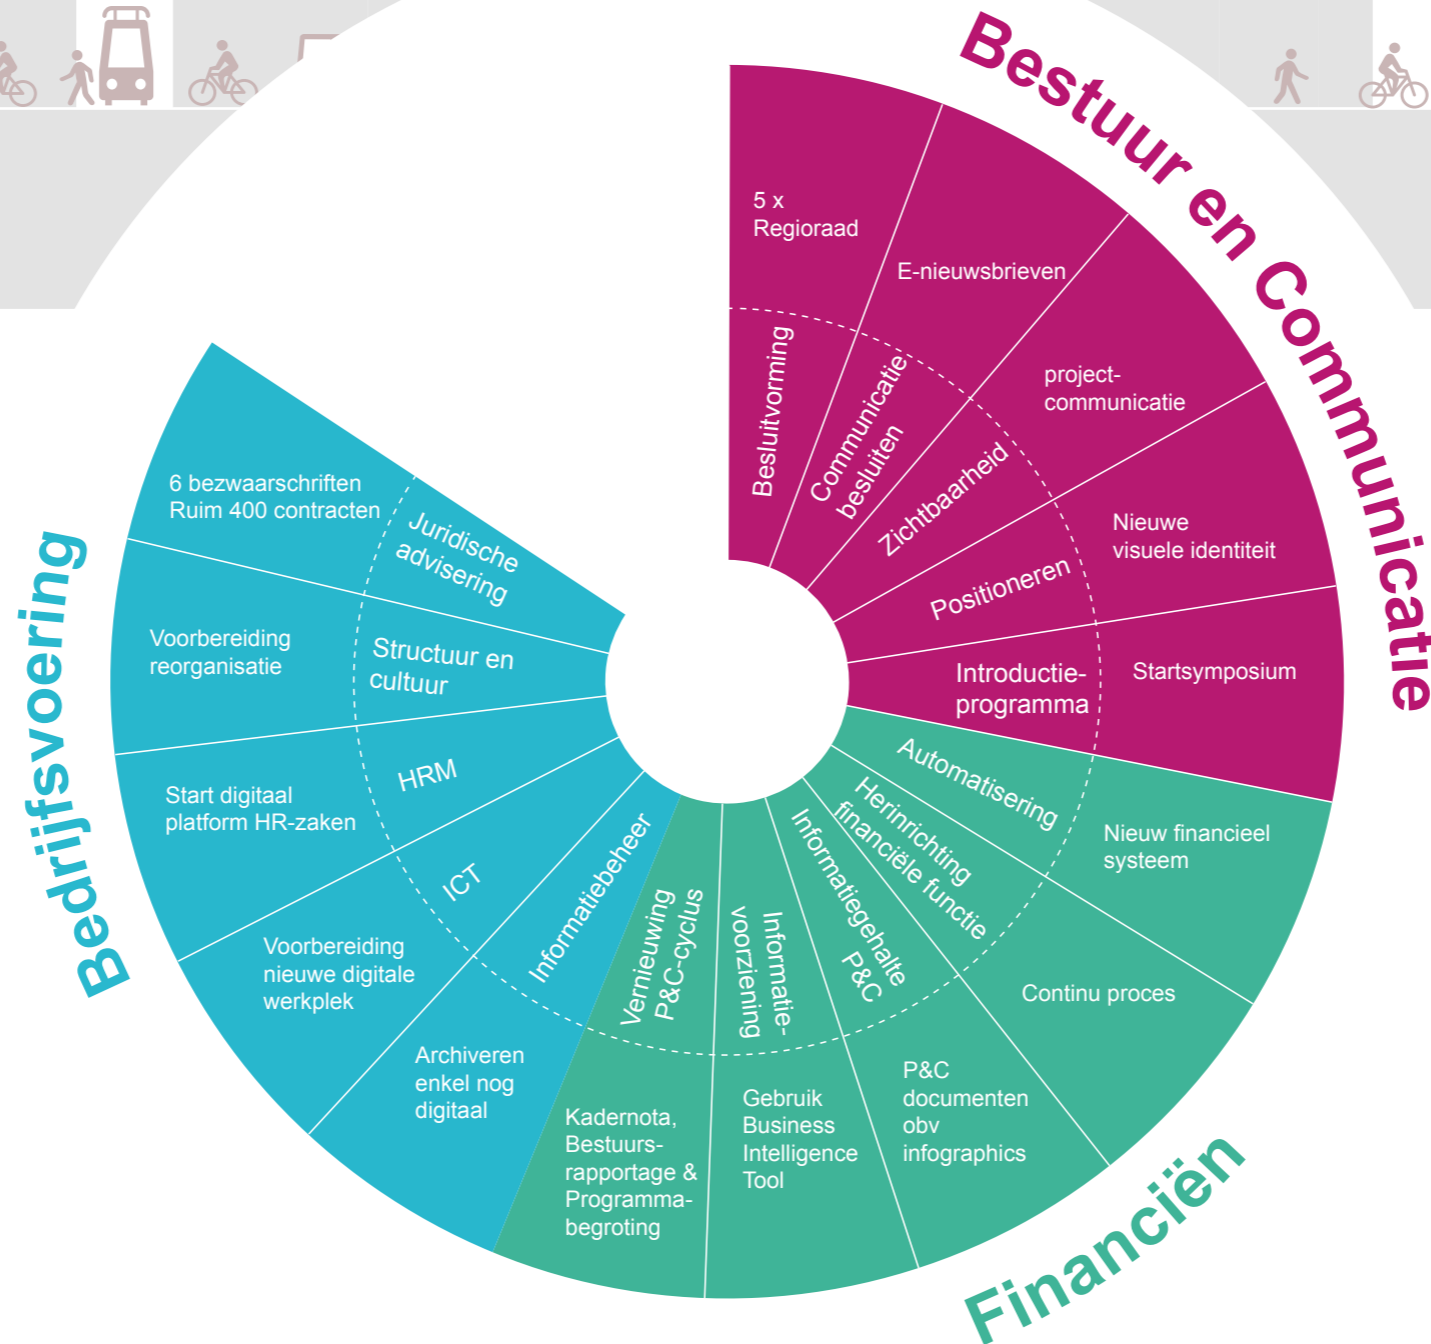 Bestuur en Communicatie
5 x
Regioraad
Besluitvorming
E-nieuwsbrieven
Communicatie
besluiten
project-
communicatie
Zichtbaarheid
Nieuwe
visuele identiteit
Positioneren
Startsymposium
Introductie-
programma
Financiën
Nieuw financieel
systeem
Automatisering
Continu proces
Herinrichting
financiële functie
P&C
documenten
obv
infographics
Informatiegehalte
P&C
Gebruik
Business
Intelligence
Tool
Informatie-
voorziening
Kadernota,
Bestuurs-
rapportage &
Programma-
begroting
Vernieuwing
P&C-cyclus
Bedrijfsvoering
Archiveren
enkel nog
digitaal
Informatiebeheer
Voorbereiding
nieuwe digitale
werkplek
ICT
Start digitaal
platform HR-zaken
HRM
Voorbereiding
reorganisatie
Structuur en
cultuur
6 bezwaarschriften
Ruim 400 contracten
Juridische
advisering